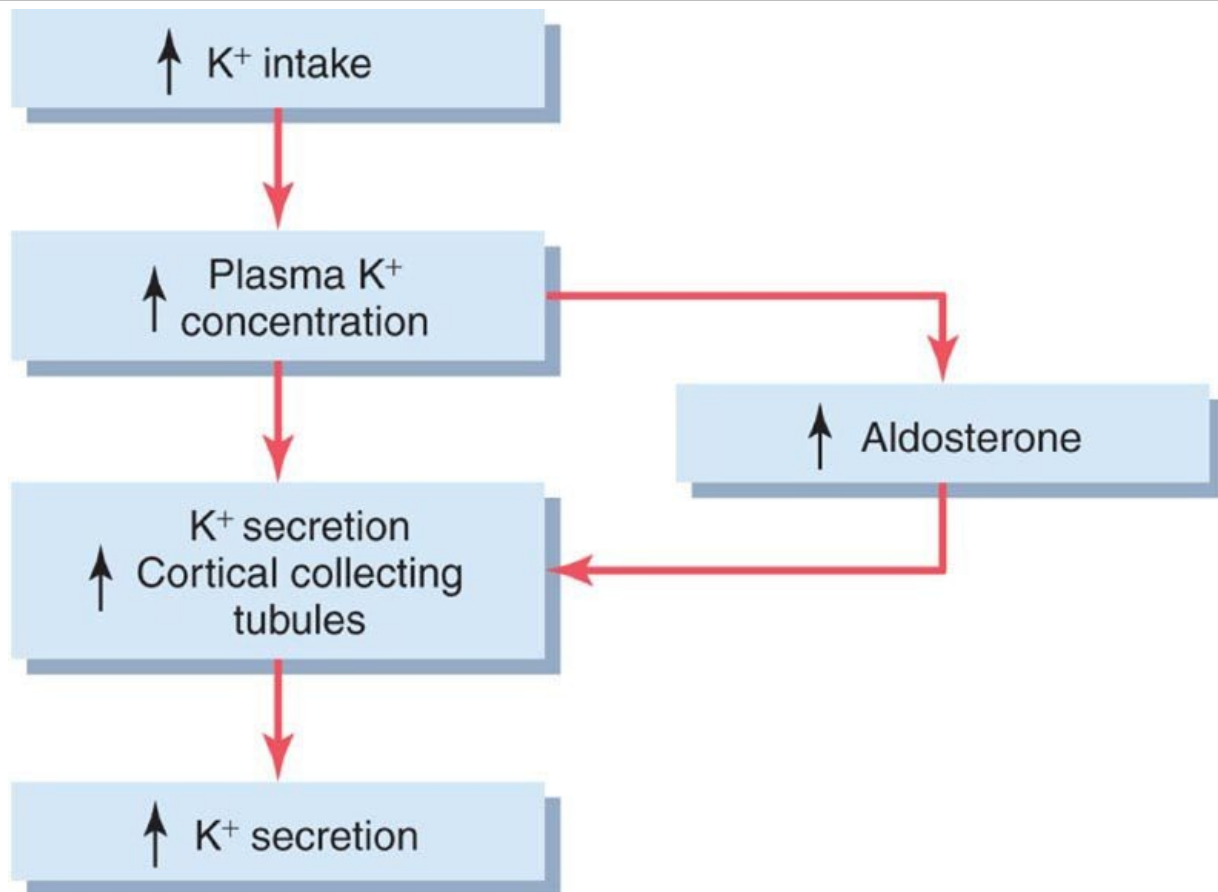 ↑ K⁺ intake
↑ Plasma K⁺
concentration
↑ Aldosterone
K⁺ secretion
↑ Cortical collecting
tubules
↑ K⁺ secretion